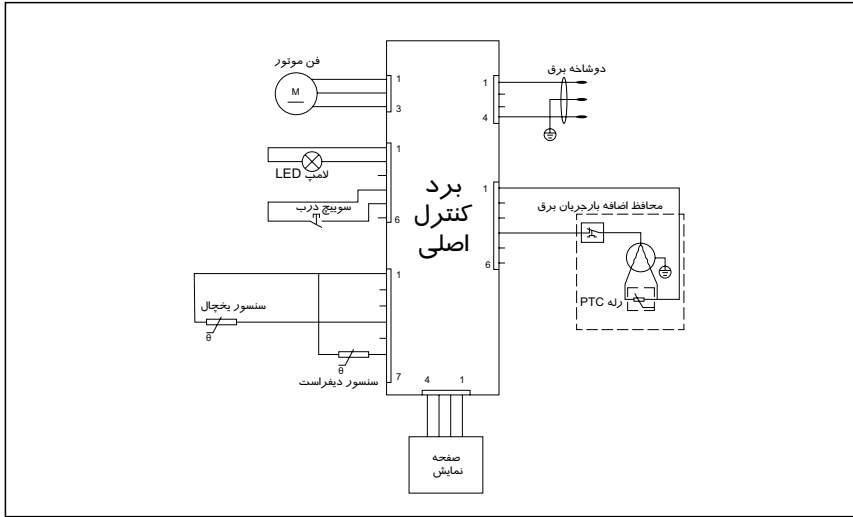 فن موتور
M
1
3
1
LED لامپ
سوییچ درب
6
1
سنسور یخچال
θ
θ
سنسور دیفراست
7
برد
کنترل
اصلی
دوشاخه برق
1
4
1
محافظ اضافه بارجریان برق
6
رله PTC
4 1
صفحه
نمایش